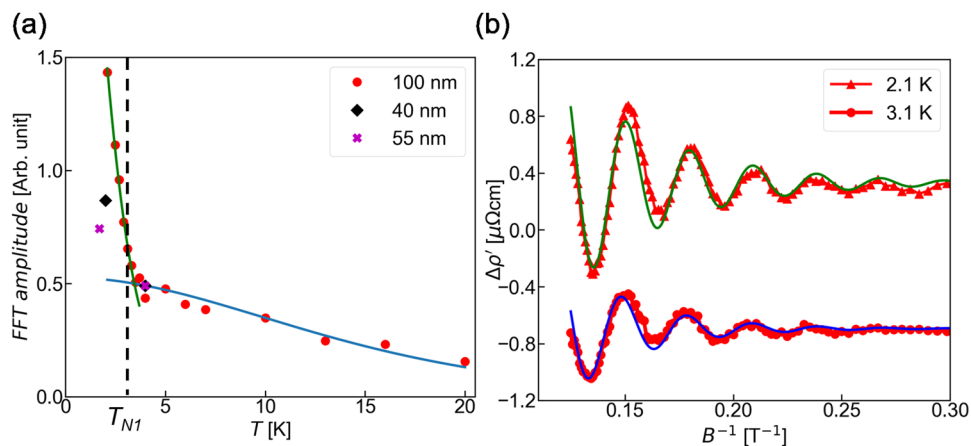 (a)
(b)
1.5
1.0
0.5
0.0
FFT amplitude [Arb. unit]
100 nm
40 nm
55 nm
0
5
10
15
20
T_{N1}
T [K]
1.2
0.8
0.4
0.0
−0.4
−0.8
−1.2
Δρ′ [μΩcm]
2.1 K
3.1 K
0.15
0.20
0.25
0.30
B⁻¹ [T⁻¹]